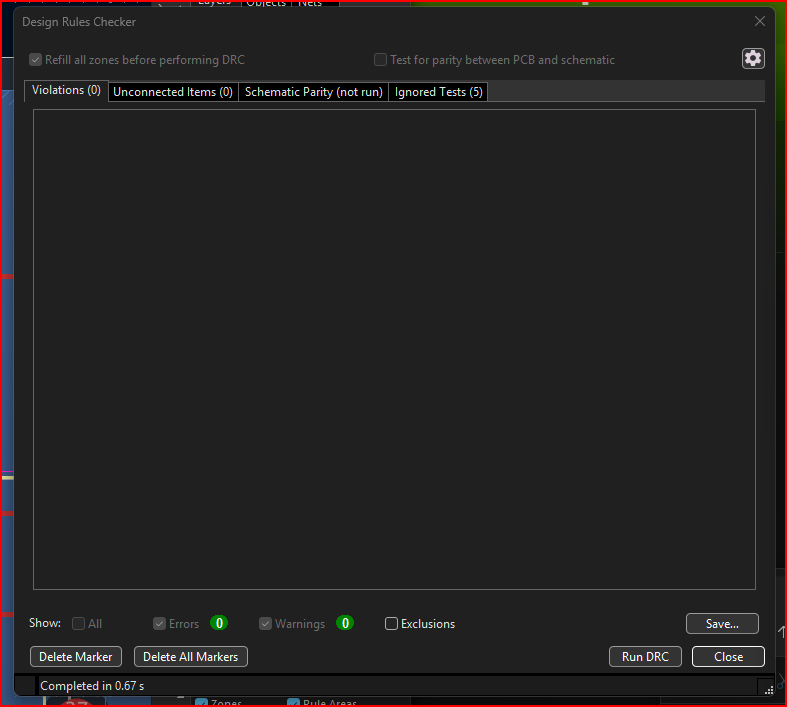 Layers Objects Nets
Design Rules Checker
Refill all zones before performing DRC
Test for parity between PCB and schematic
Violations (0)
Unconnected Items (0)
Schematic Parity (not run)
Ignored Tests (5)
Show:
All
Errors 0
Warnings 0
Exclusions
Save...
Delete Marker
Delete All Markers
Run DRC
Close
Completed in 0.67 s
Zones
Rule Areas